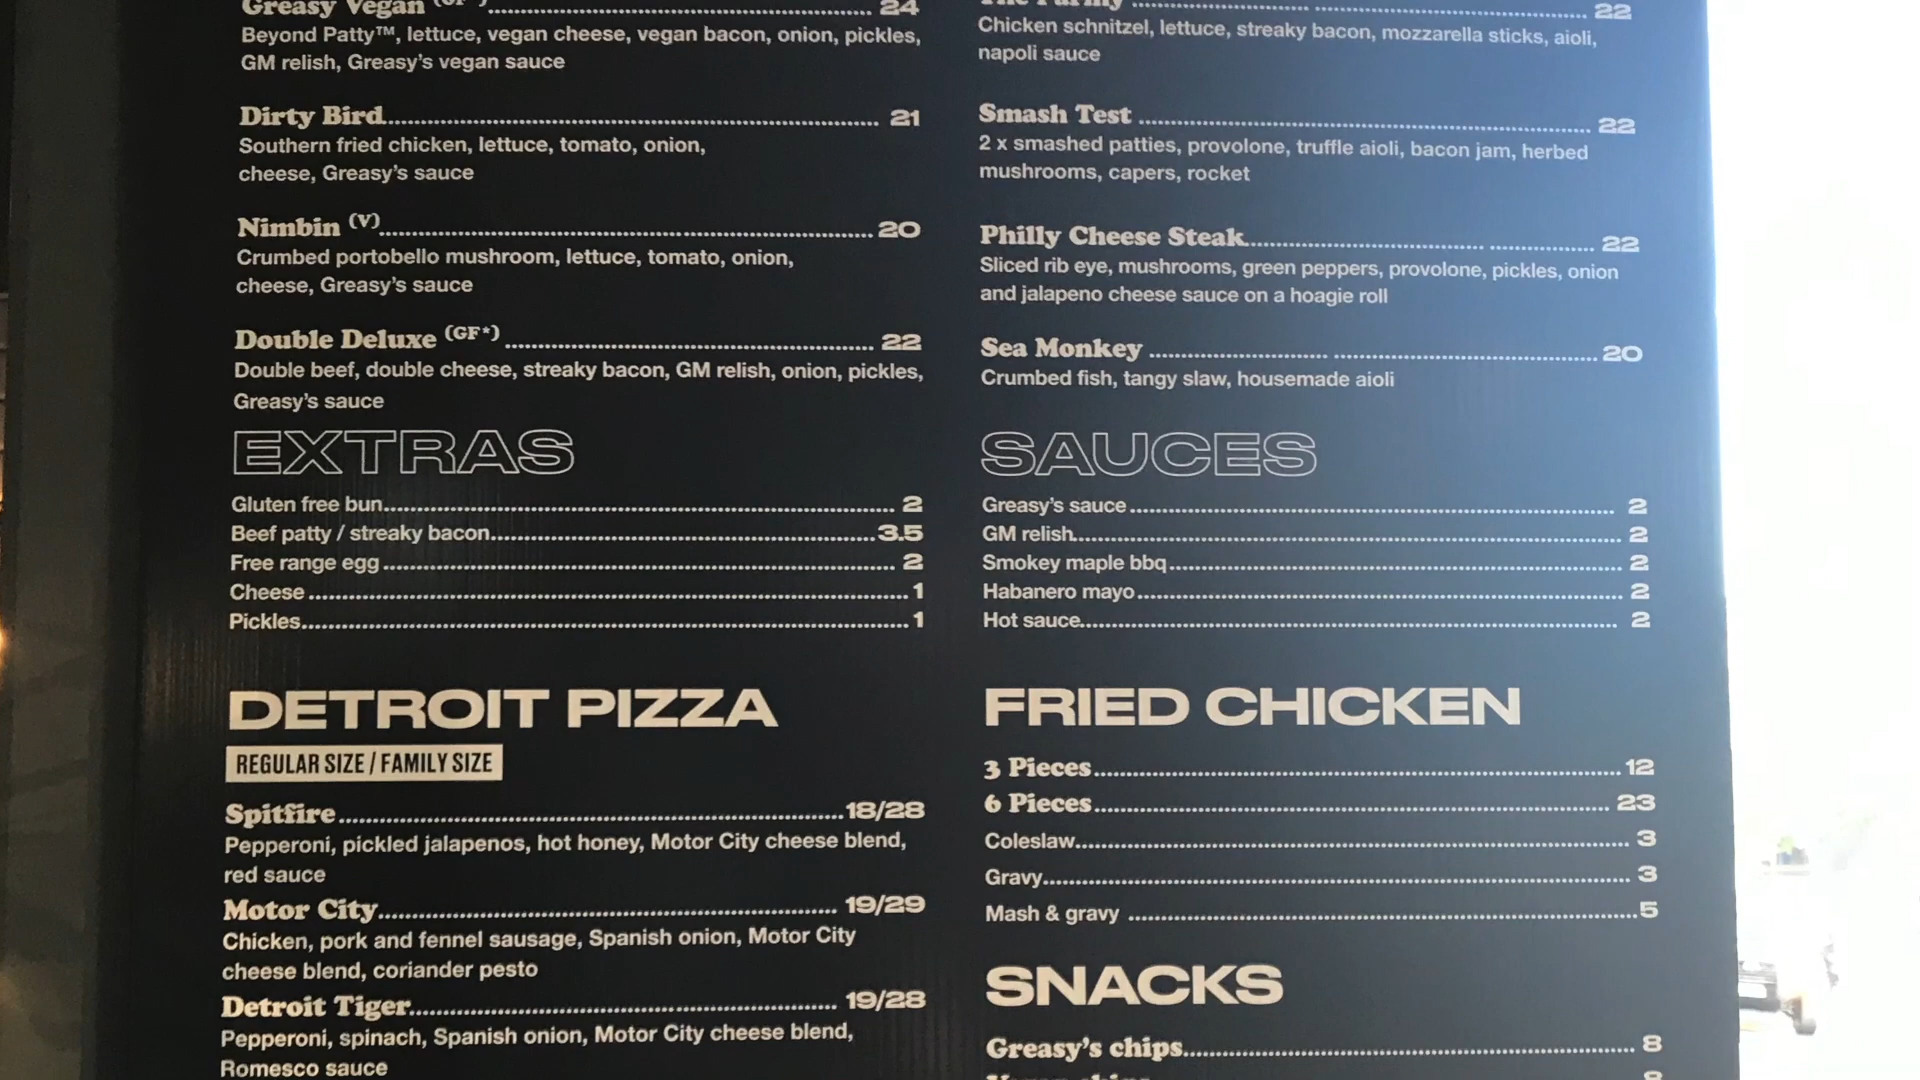 Greasy Vegan 24
Beyond Patty™, lettuce, vegan cheese, vegan bacon, onion, pickles,
GM relish, Greasy's vegan sauce
Dirty Bird 21
Southern fried chicken, lettuce, tomato, onion,
cheese, Greasy's sauce
Nimbin (V) 20
Crumbed portobello mushroom, lettuce, tomato, onion,
cheese, Greasy's sauce
Double Deluxe (GF*) 22
Double beef, double cheese, streaky bacon, GM relish, onion, pickles,
Greasy's sauce
EXTRAS
Gluten free bun 2
Beef patty / streaky bacon 3.5
Free range egg 2
Cheese 1
Pickles 1
DETROIT PIZZA
REGULAR SIZE / FAMILY SIZE
Spitfire 18/28
Pepperoni, pickled jalapenos, hot honey, Motor City cheese blend,
red sauce
Motor City 19/29
Chicken, pork and fennel sausage, Spanish onion, Motor City
cheese blend, coriander pesto
Detroit Tiger 19/28
Pepperoni, spinach, Spanish onion, Motor City cheese blend,
Romesco sauce
The Parmy 22
Chicken schnitzel, lettuce, streaky bacon, mozzarella sticks, aioli,
napoli sauce
Smash Test 22
2 x smashed patties, provolone, truffle aioli, bacon jam, herbed
mushrooms, capers, rocket
Philly Cheese Steak 22
Sliced rib eye, mushrooms, green peppers, provolone, pickles, onion
and jalapeno cheese sauce on a hoagie roll
Sea Monkey 20
Crumbed fish, tangy slaw, housemade aioli
SAUCES
Greasy's sauce 2
GM relish 2
Smokey maple bbq 2
Habanero mayo 2
Hot sauce 2
FRIED CHICKEN
3 Pieces 12
6 Pieces 23
Coleslaw 3
Gravy 3
Mash & gravy 5
SNACKS
Greasy's chips 8